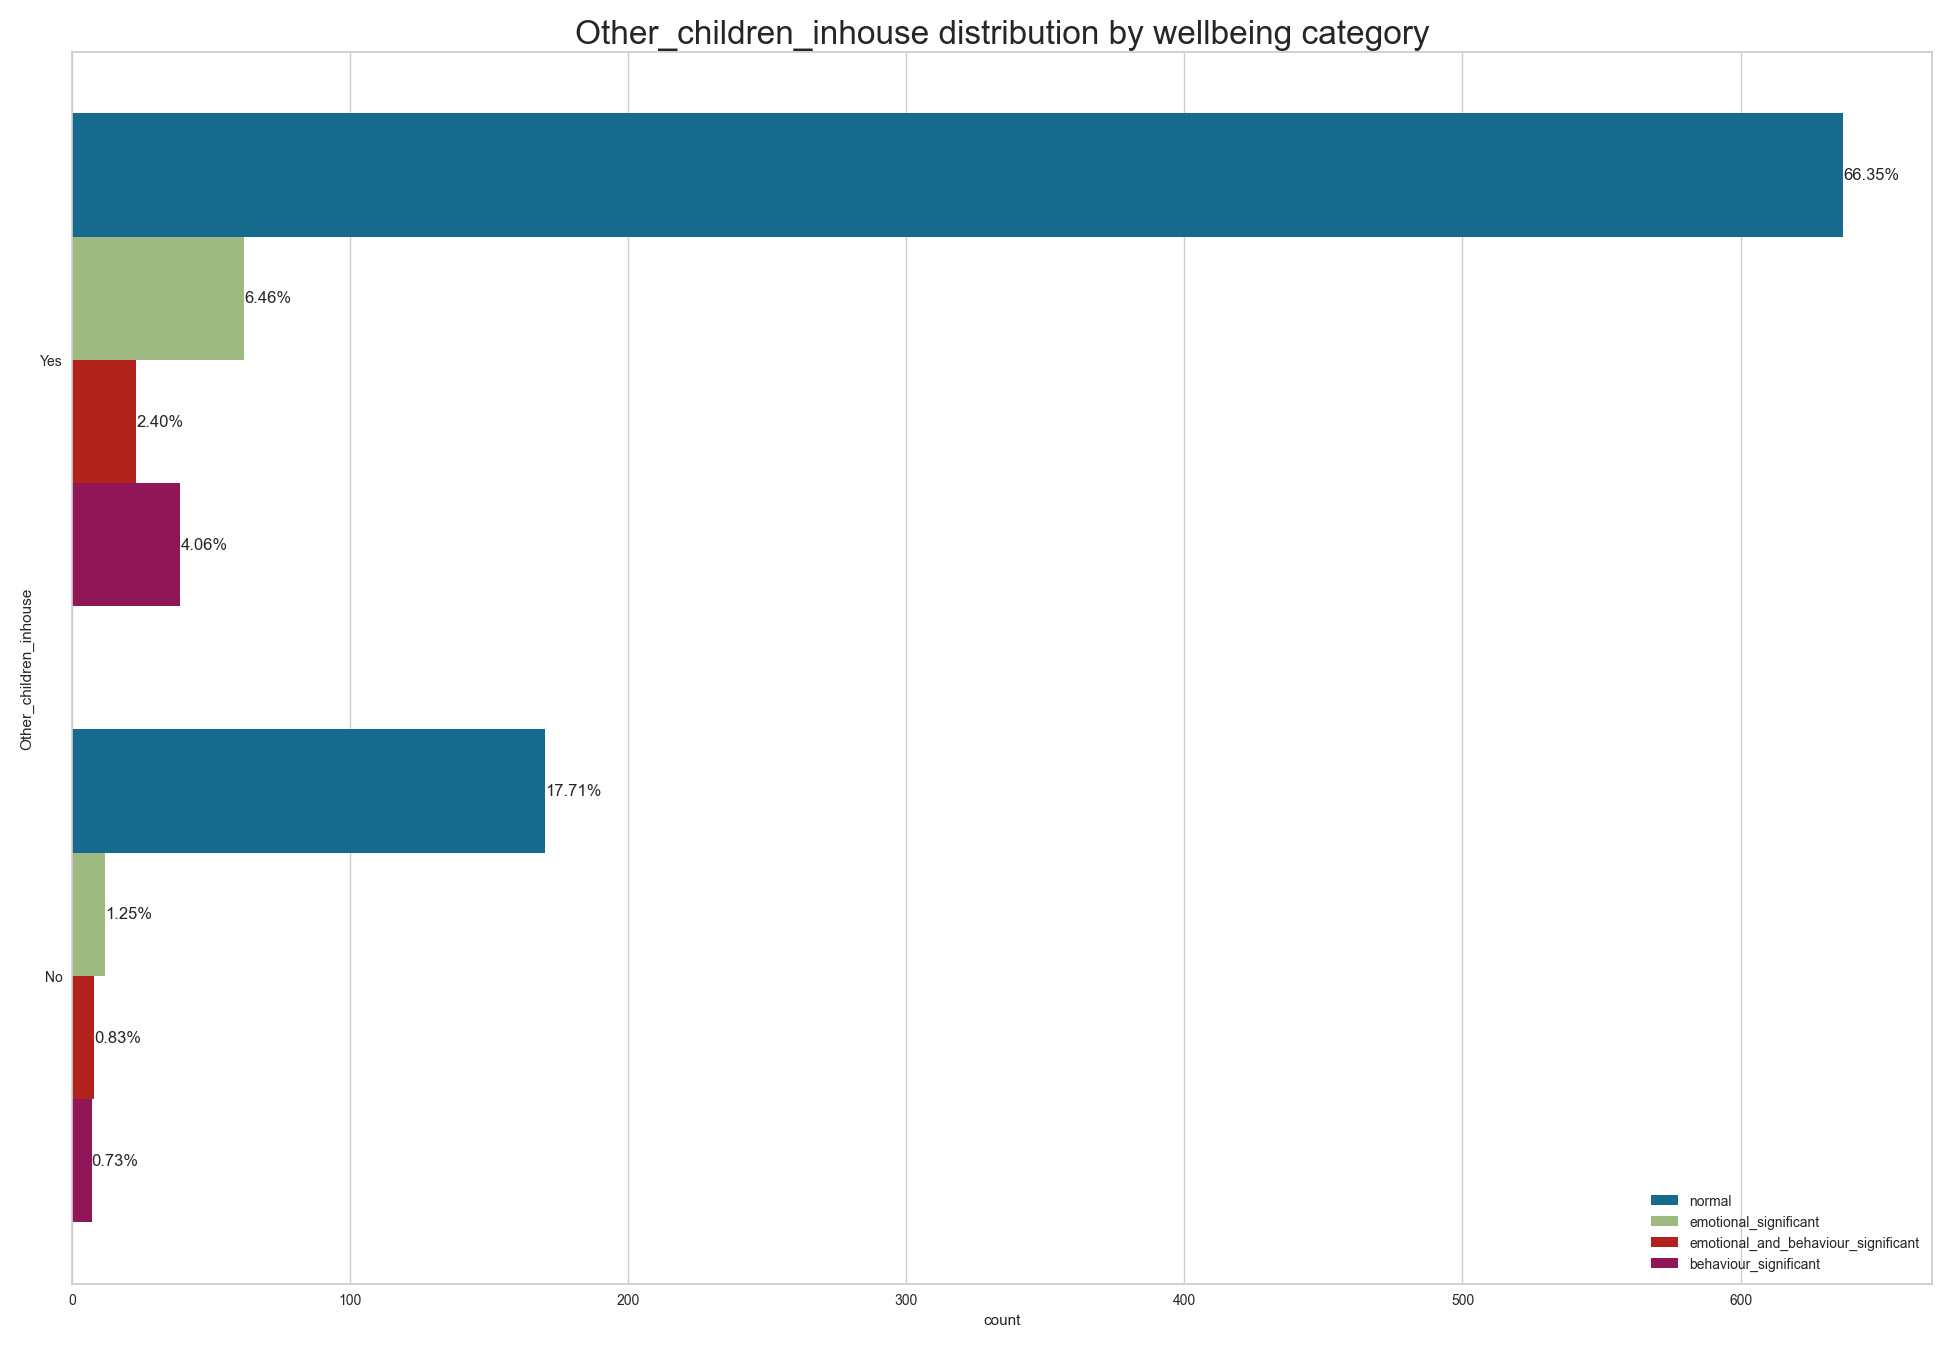 Other_children_inhouse distribution by wellbeing category
66.35%
6.46%
Yes
2.40%
4.06%
Other_children_inhouse
17.71%
1.25%
No
0.83%
0.73%
normal
emotional_significant
emotional_and_behaviour_significant
behaviour_significant
0 100 200 300 400 500 600
count